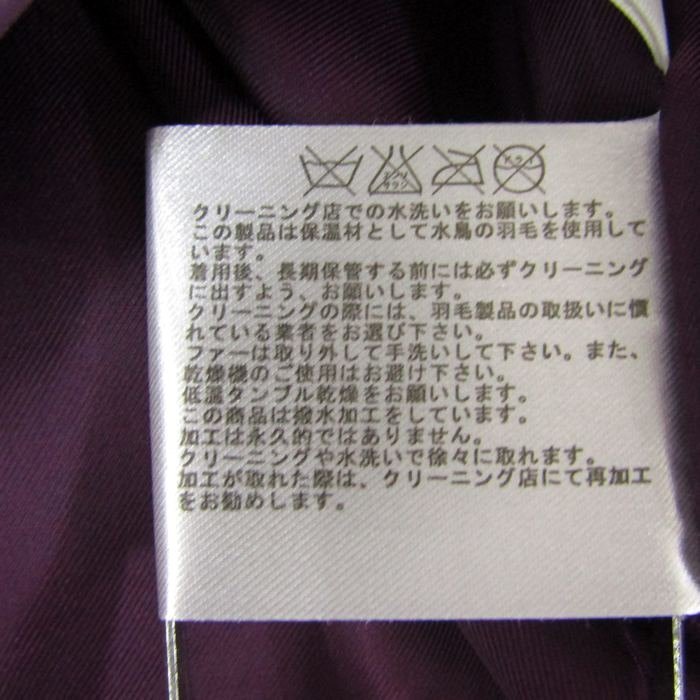 エンソ
サラシ
ドライ
クリーニング店での水洗いをお願いします。
この製品は保温材として水鳥の羽毛を使用して
います。
着用後、長期保管する前には必ずクリーニング
に出すよう、お願いします。
クリーニングの際には、羽毛製品の取扱いに慣
れている業者をお選び下さい。
ファーは取り外して手洗いして下さい。また、
乾燥機のご使用はお避け下さい。
低温タンブル乾燥をお願いします。
この商品は撥水加工をしています。
加工は永久的ではありません。
クリーニングや水洗いで徐々に取れます。
加工が取れた際は、クリーニング店にて再加工
をお勧めします。